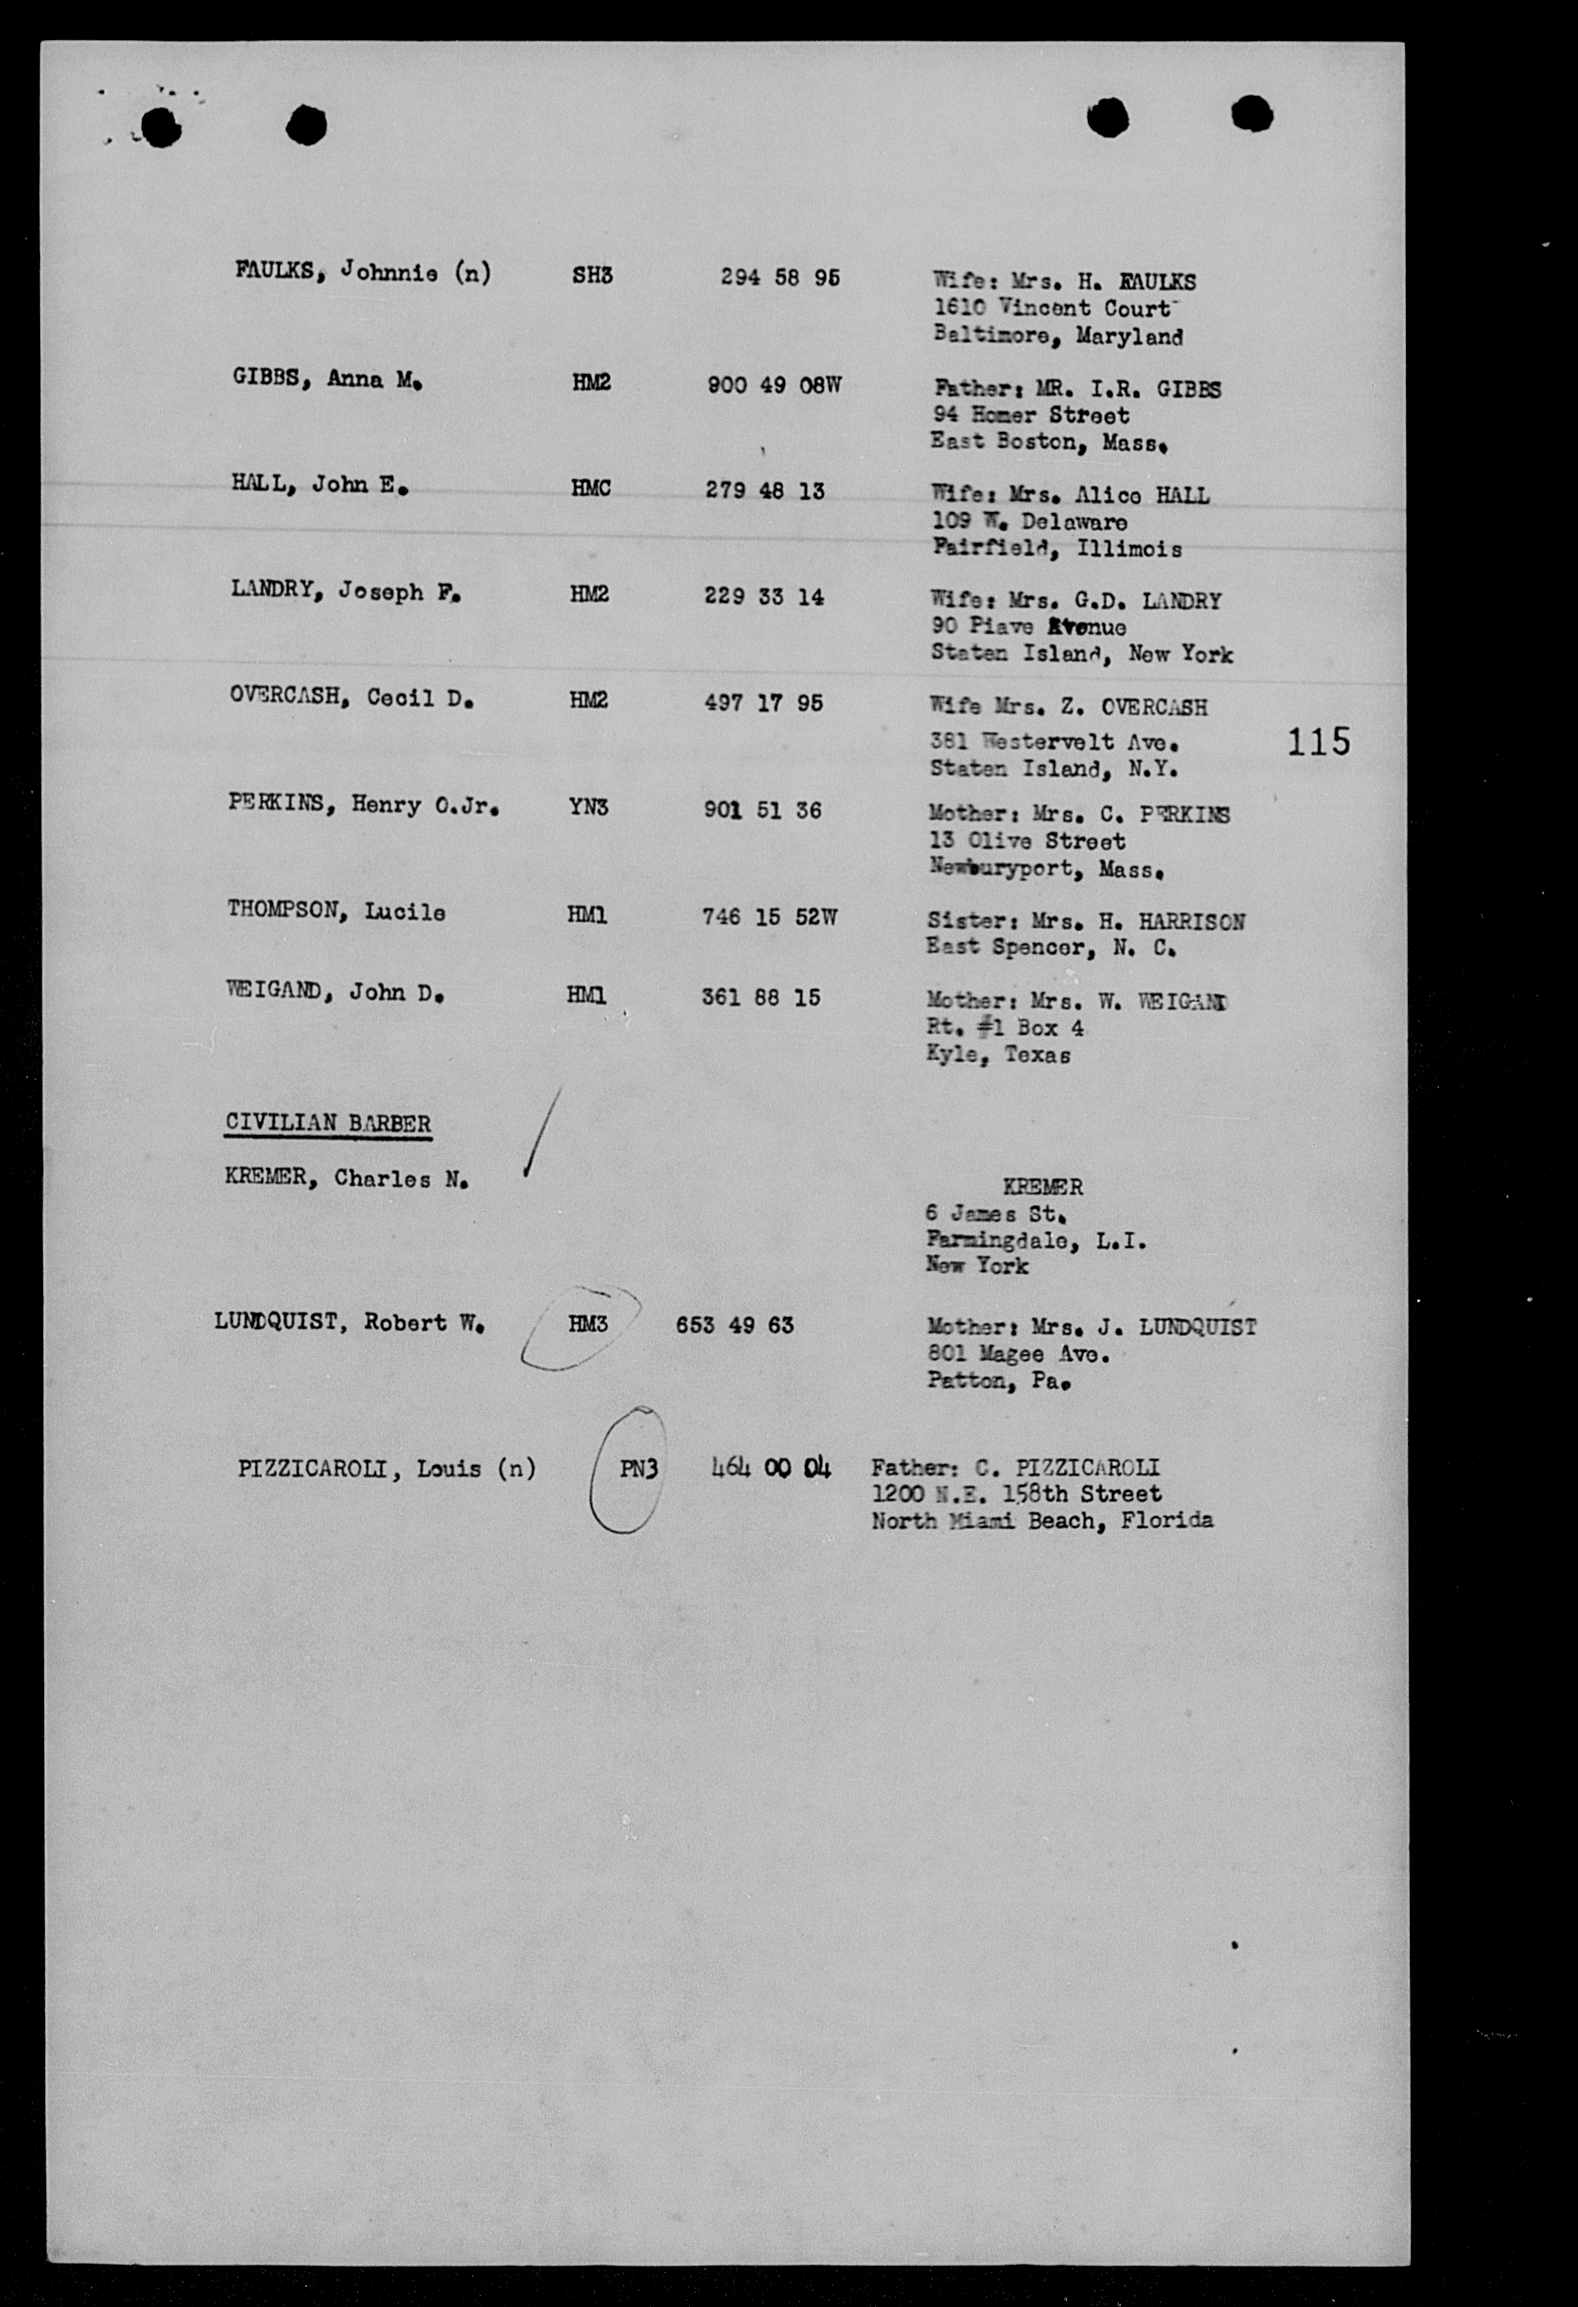 FAULKS, Johnnie (n) SH3 294 58 95 Wife: Mrs. H. FAULKS
1610 Vincent Court
Baltimore, Maryland
GIBBS, Anna M. HM2 900 49 08W Father: MR. I.R. GIBBS
94 Homer Street
East Boston, Mass.
HALL, John E. HMC 279 48 13 Wife: Mrs. Alice HALL
109 W. Delaware
Fairfield, Illimois
LANDRY, Joseph F. HM2 229 33 14 Wife: Mrs. G.D. LANDRY
90 Piave Avenue
Staten Island, New York
OVERCASH, Cecil D. HM2 497 17 95 Wife Mrs. Z. OVERCASH
381 Westervelt Ave. 115
Staten Island, N.Y.
PERKINS, Henry O.Jr. YN3 901 51 36 Mother: Mrs. C. PERKINS
13 Olive Street
Newburyport, Mass.
THOMPSON, Lucile HM1 746 15 52W Sister: Mrs. H. HARRISON
East Spencer, N. C.
WEIGAND, John D. HM1 361 88 15 Mother: Mrs. W. WEIGAND
Rt. #1 Box 4
Kyle, Texas
CIVILIAN BARBER
KREMER, Charles N. KREMER
6 James St.
Farmingdale, L.I.
New York
LUNDQUIST, Robert W. HM3 653 49 63 Mother: Mrs. J. LUNDQUIST
801 Magee Ave.
Patton, Pa.
PIZZICAROLI, Louis (n) PN3 464 00 04 Father: C. PIZZICAROLI
1200 N.E. 158th Street
North Miami Beach, Florida